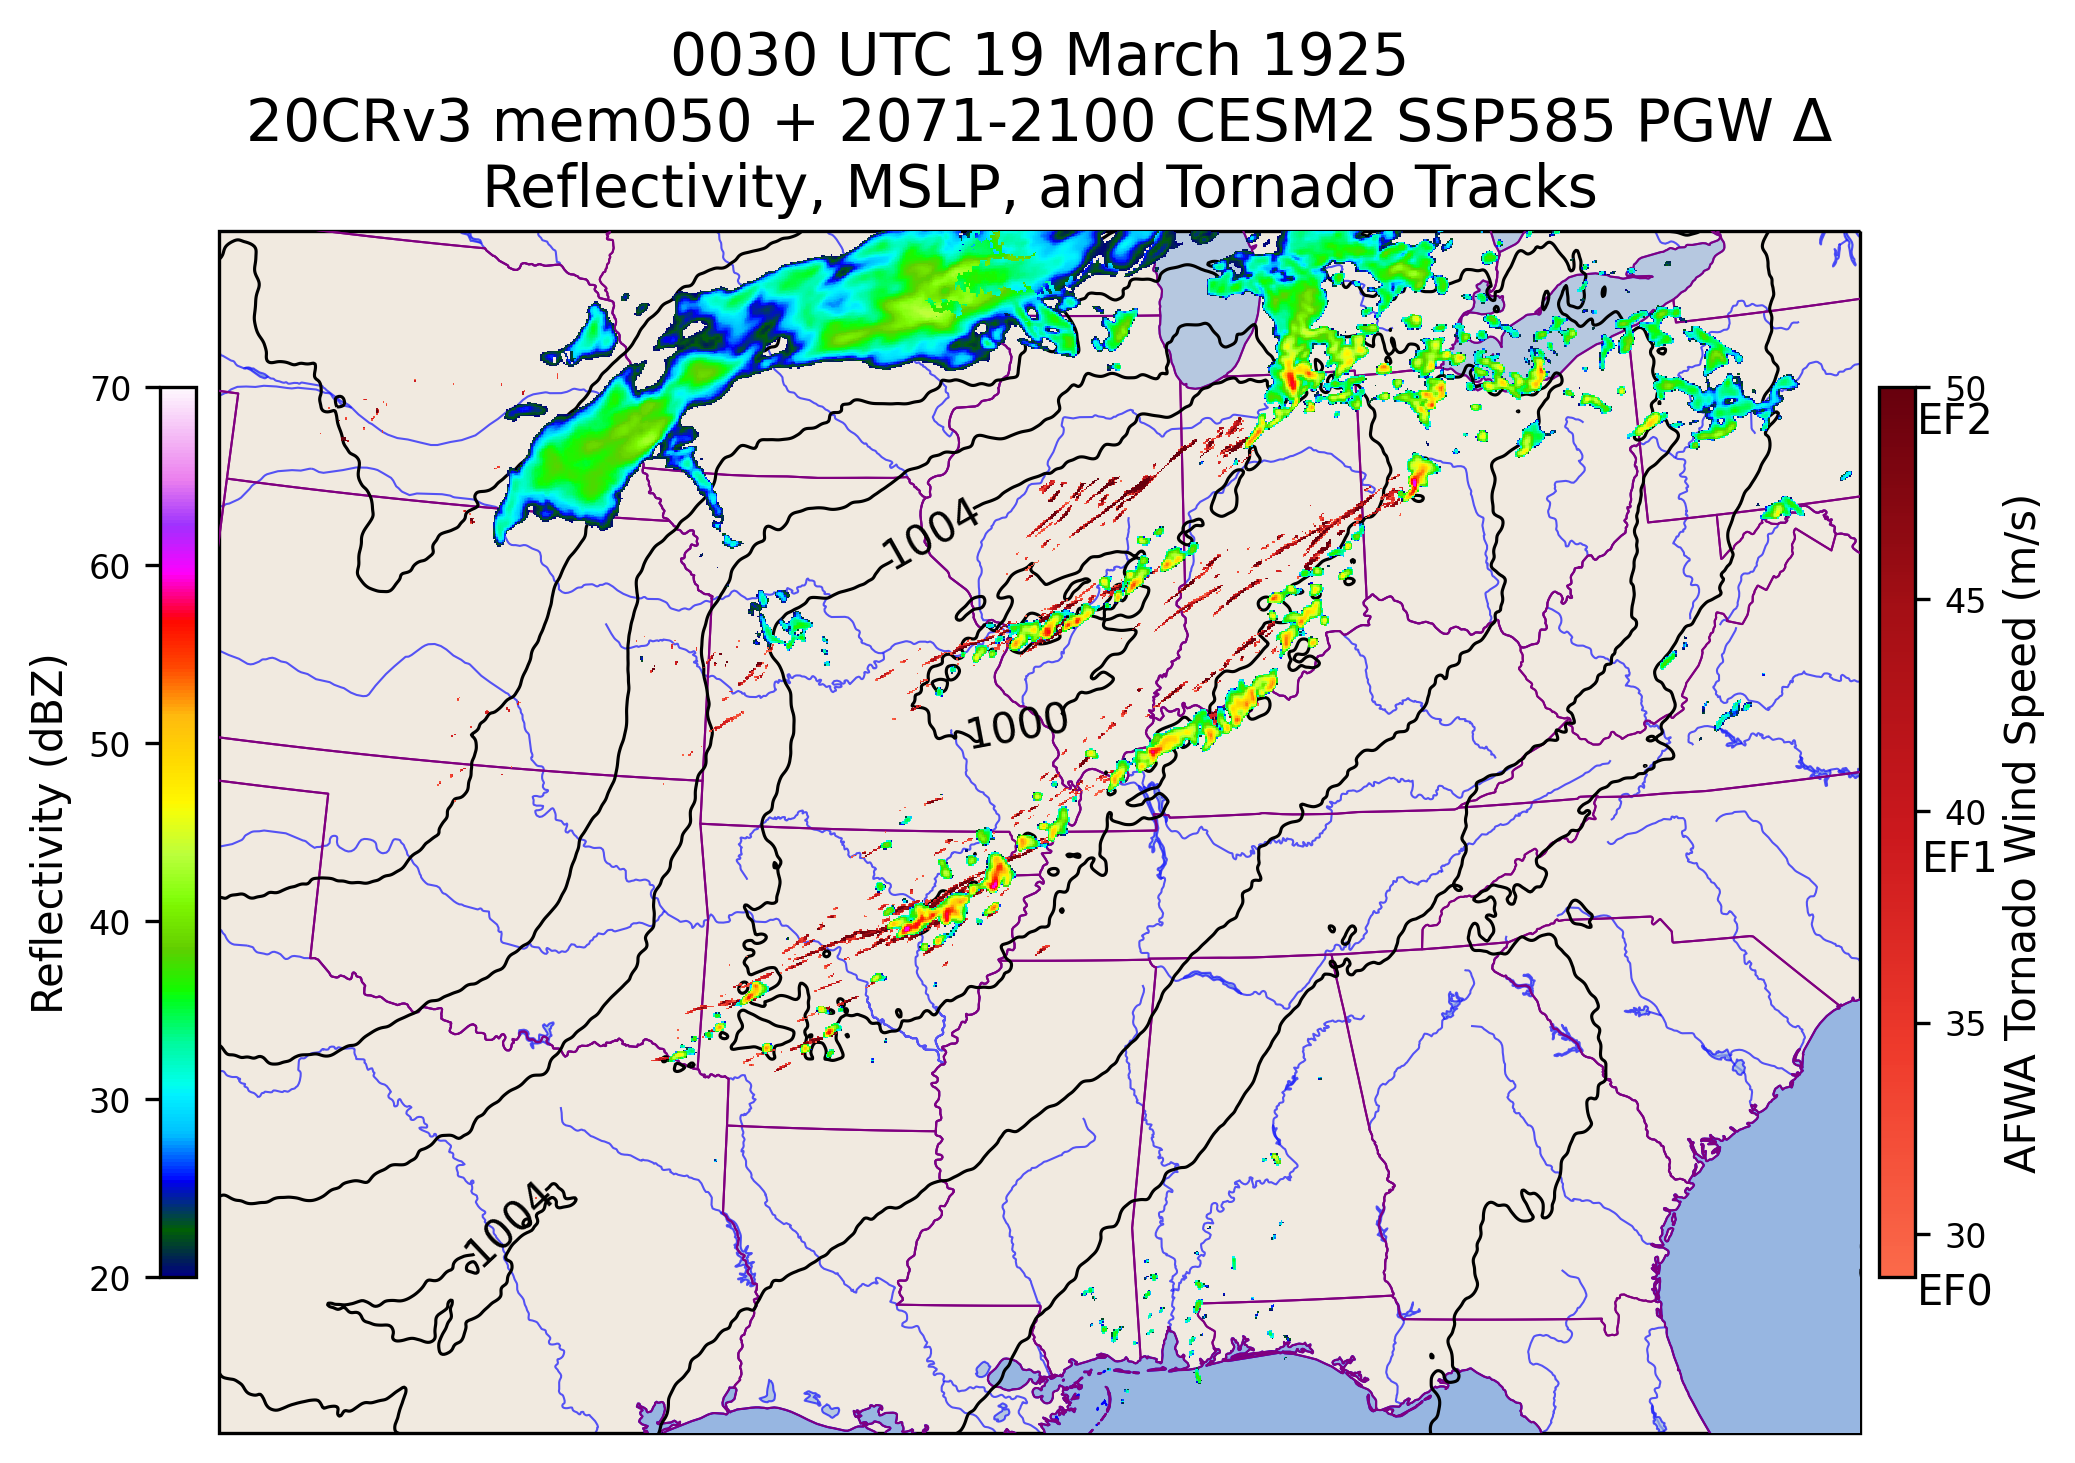 0030 UTC 19 March 1925
20CRv3 mem050 + 2071-2100 CESM2 SSP585 PGW Δ
Reflectivity, MSLP, and Tornado Tracks
70
60
50
40
30
20
Reflectivity (dBZ)
1004
1000
1004
50
EF2
45
40
EF1
35
30
EF0
AFWA Tornado Wind Speed (m/s)